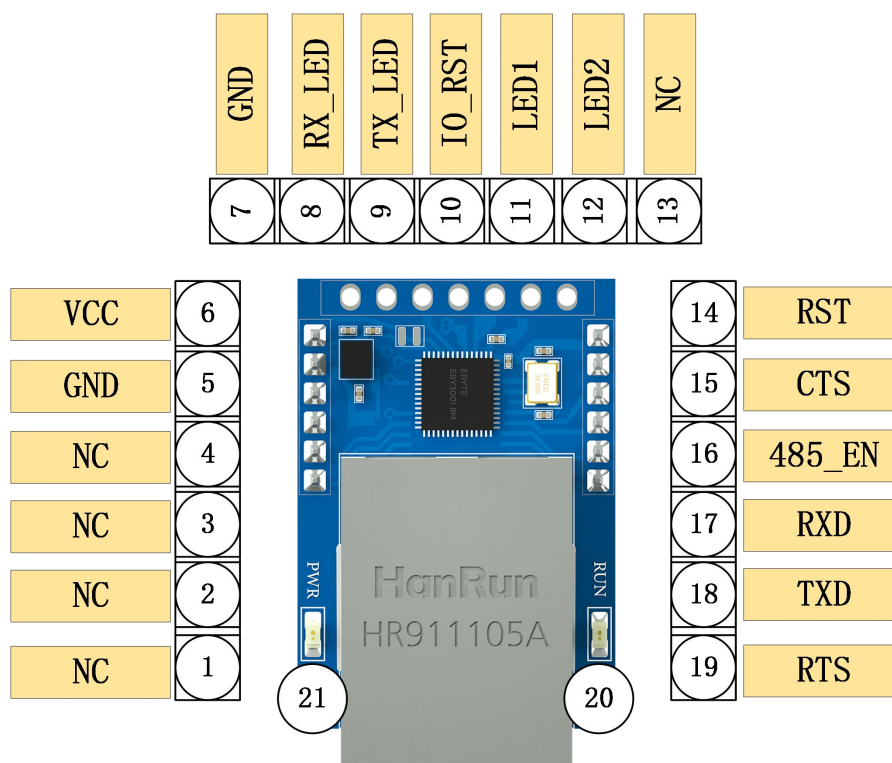 GND
RX_LED
TX_LED
IO_RST
LED1
LED2
NC
7
8
9
10
11
12
13
VCC 6
GND 5
NC 4
NC 3
NC 2
NC 1
14 RST
15 CTS
16 485_EN
17 RXD
18 TXD
19 RTS
EBYTE
PWR
RUN
HanRun
HR911105A
21
20